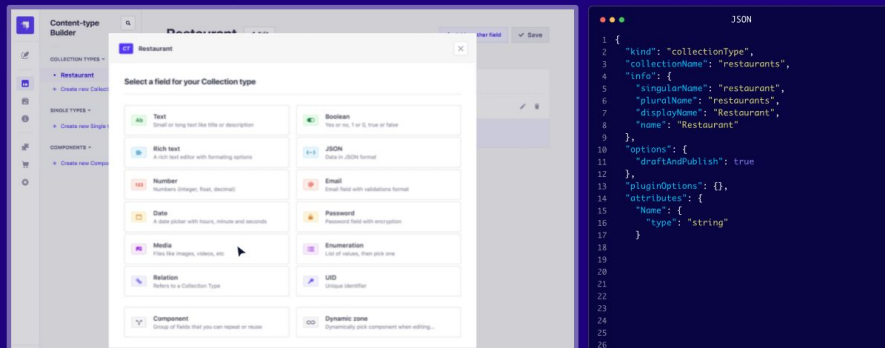 Content-type
Builder
COLLECTION TYPES
Restaurant
+ Create new Collect
SINGLE TYPES
+ Create new Single
COMPONENTS
+ Create new Compo
Restaurant
Save
CT Restaurant
Select a field for your Collection type
Ab Text
Small or long text like title or description
Boolean
Yes or no, 1 or 0, true or false
Rich text
A rich text editor with formatting options
JSON
Data in JSON format
123 Number
Numbers (integer, float, decimal)
@ Email
Email field with validations format
Date
A date picker with hours, minute and seconds
Password
Password field with encryption
Media
Files like images, videos, etc
Enumeration
List of values, then pick one
Relation
Refers to a Collection Type
UID
Unique identifier
Component
Group of fields that you can repeat or reuse
Dynamic zone
Dynamically pick component when editing...
JSON
1 {
2 "kind": "collectionType",
3 "collectionName": "restaurants",
4 "info": {
5 "singularName": "restaurant",
6 "pluralName": "restaurants",
7 "displayName": "Restaurant",
8 "name": "Restaurant"
9 },
10 "options": {
11 "draftAndPublish": true
12 },
13 "pluginOptions": {},
14 "attributes": {
15 "Name": {
16 "type": "string"
17 }
18
19
20
21
22
23
24
25
26